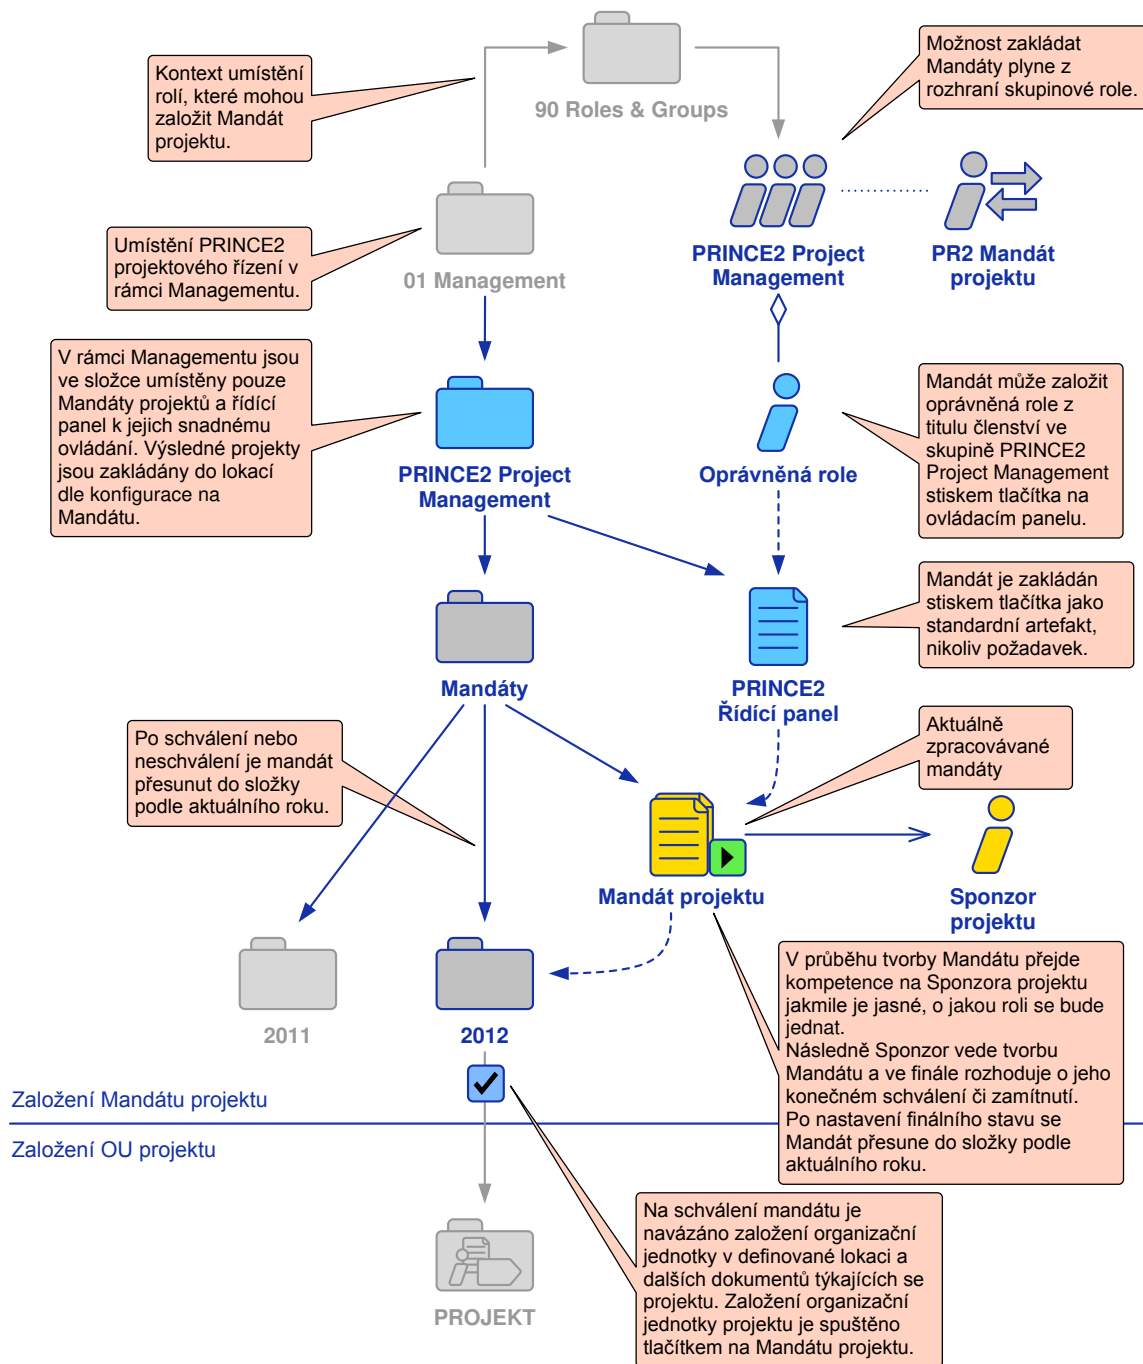 Kontext umístění
rolí, které mohou
založit Mandát
projektu.
90 Roles & Groups
Možnost zakládat
Mandáty plyne z
rozhraní skupinové role.
Umístění PRINCE2
projektového řízení v
rámci Managementu.
01 Management
PRINCE2 Project
Management
PR2 Mandát
projektu
V rámci Managementu jsou
ve složce umístěny pouze
Mandáty projektů a řídící
panel k jejich snadnému
ovládání. Výsledné projekty
jsou zakládány do lokací
dle konfigurace na
Mandátu.
PRINCE2 Project
Management
Oprávněná role
Mandát může založit
oprávněná role z
titulu členství ve
skupině PRINCE2
Project Management
stiskem tlačítka na
ovládacím panelu.
Mandát je zakládán
stiskem tlačítka jako
standardní artefakt,
nikoliv požadavek.
Mandáty
PRINCE2
Řídící panel
Po schválení nebo
neschválení je mandát
přesunut do složky
podle aktuálního roku.
Aktuálně
zpracovávané
mandáty
Mandát projektu
Sponzor
projektu
2011
2012
V průběhu tvorby Mandátu přejde
kompetence na Sponzora projektu
jakmile je jasné, o jakou roli se bude
jednat.
Následně Sponzor vede tvorbu
Mandátu a ve finále rozhoduje o jeho
konečném schválení či zamítnutí.
Po nastavení finálního stavu se
Mandát přesune do složky podle
aktuálního roku.
Založení Mandátu projektu
Založení OU projektu
Na schválení mandátu je
navázáno založení organizační
jednotky v definované lokaci a
dalších dokumentů týkajících se
projektu. Založení organizační
jednotky projektu je spuštěno
tlačítkem na Mandátu projektu.
PROJEKT